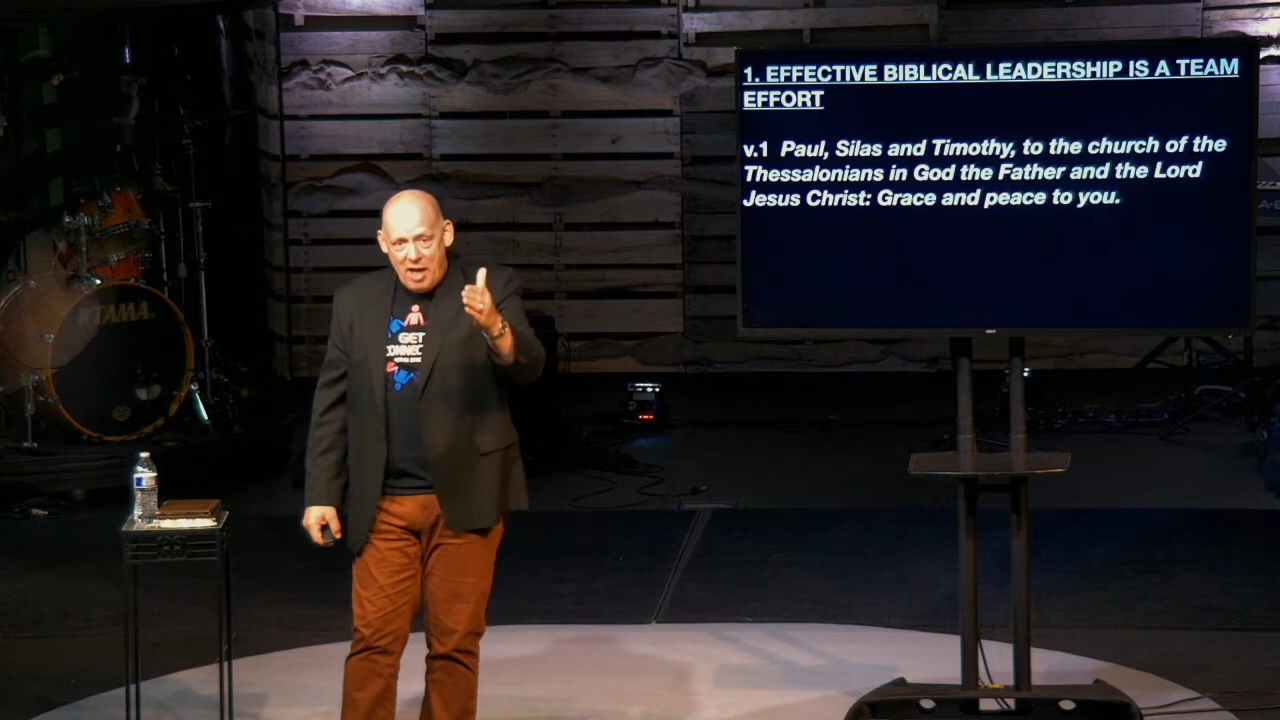 1. EFFECTIVE BIBLICAL LEADERSHIP IS A TEAM
EFFORT
v.1 Paul, Silas and Timothy, to the church of the
Thessalonians in God the Father and the Lord
Jesus Christ: Grace and peace to you.
TAMA
GET
CONNEC